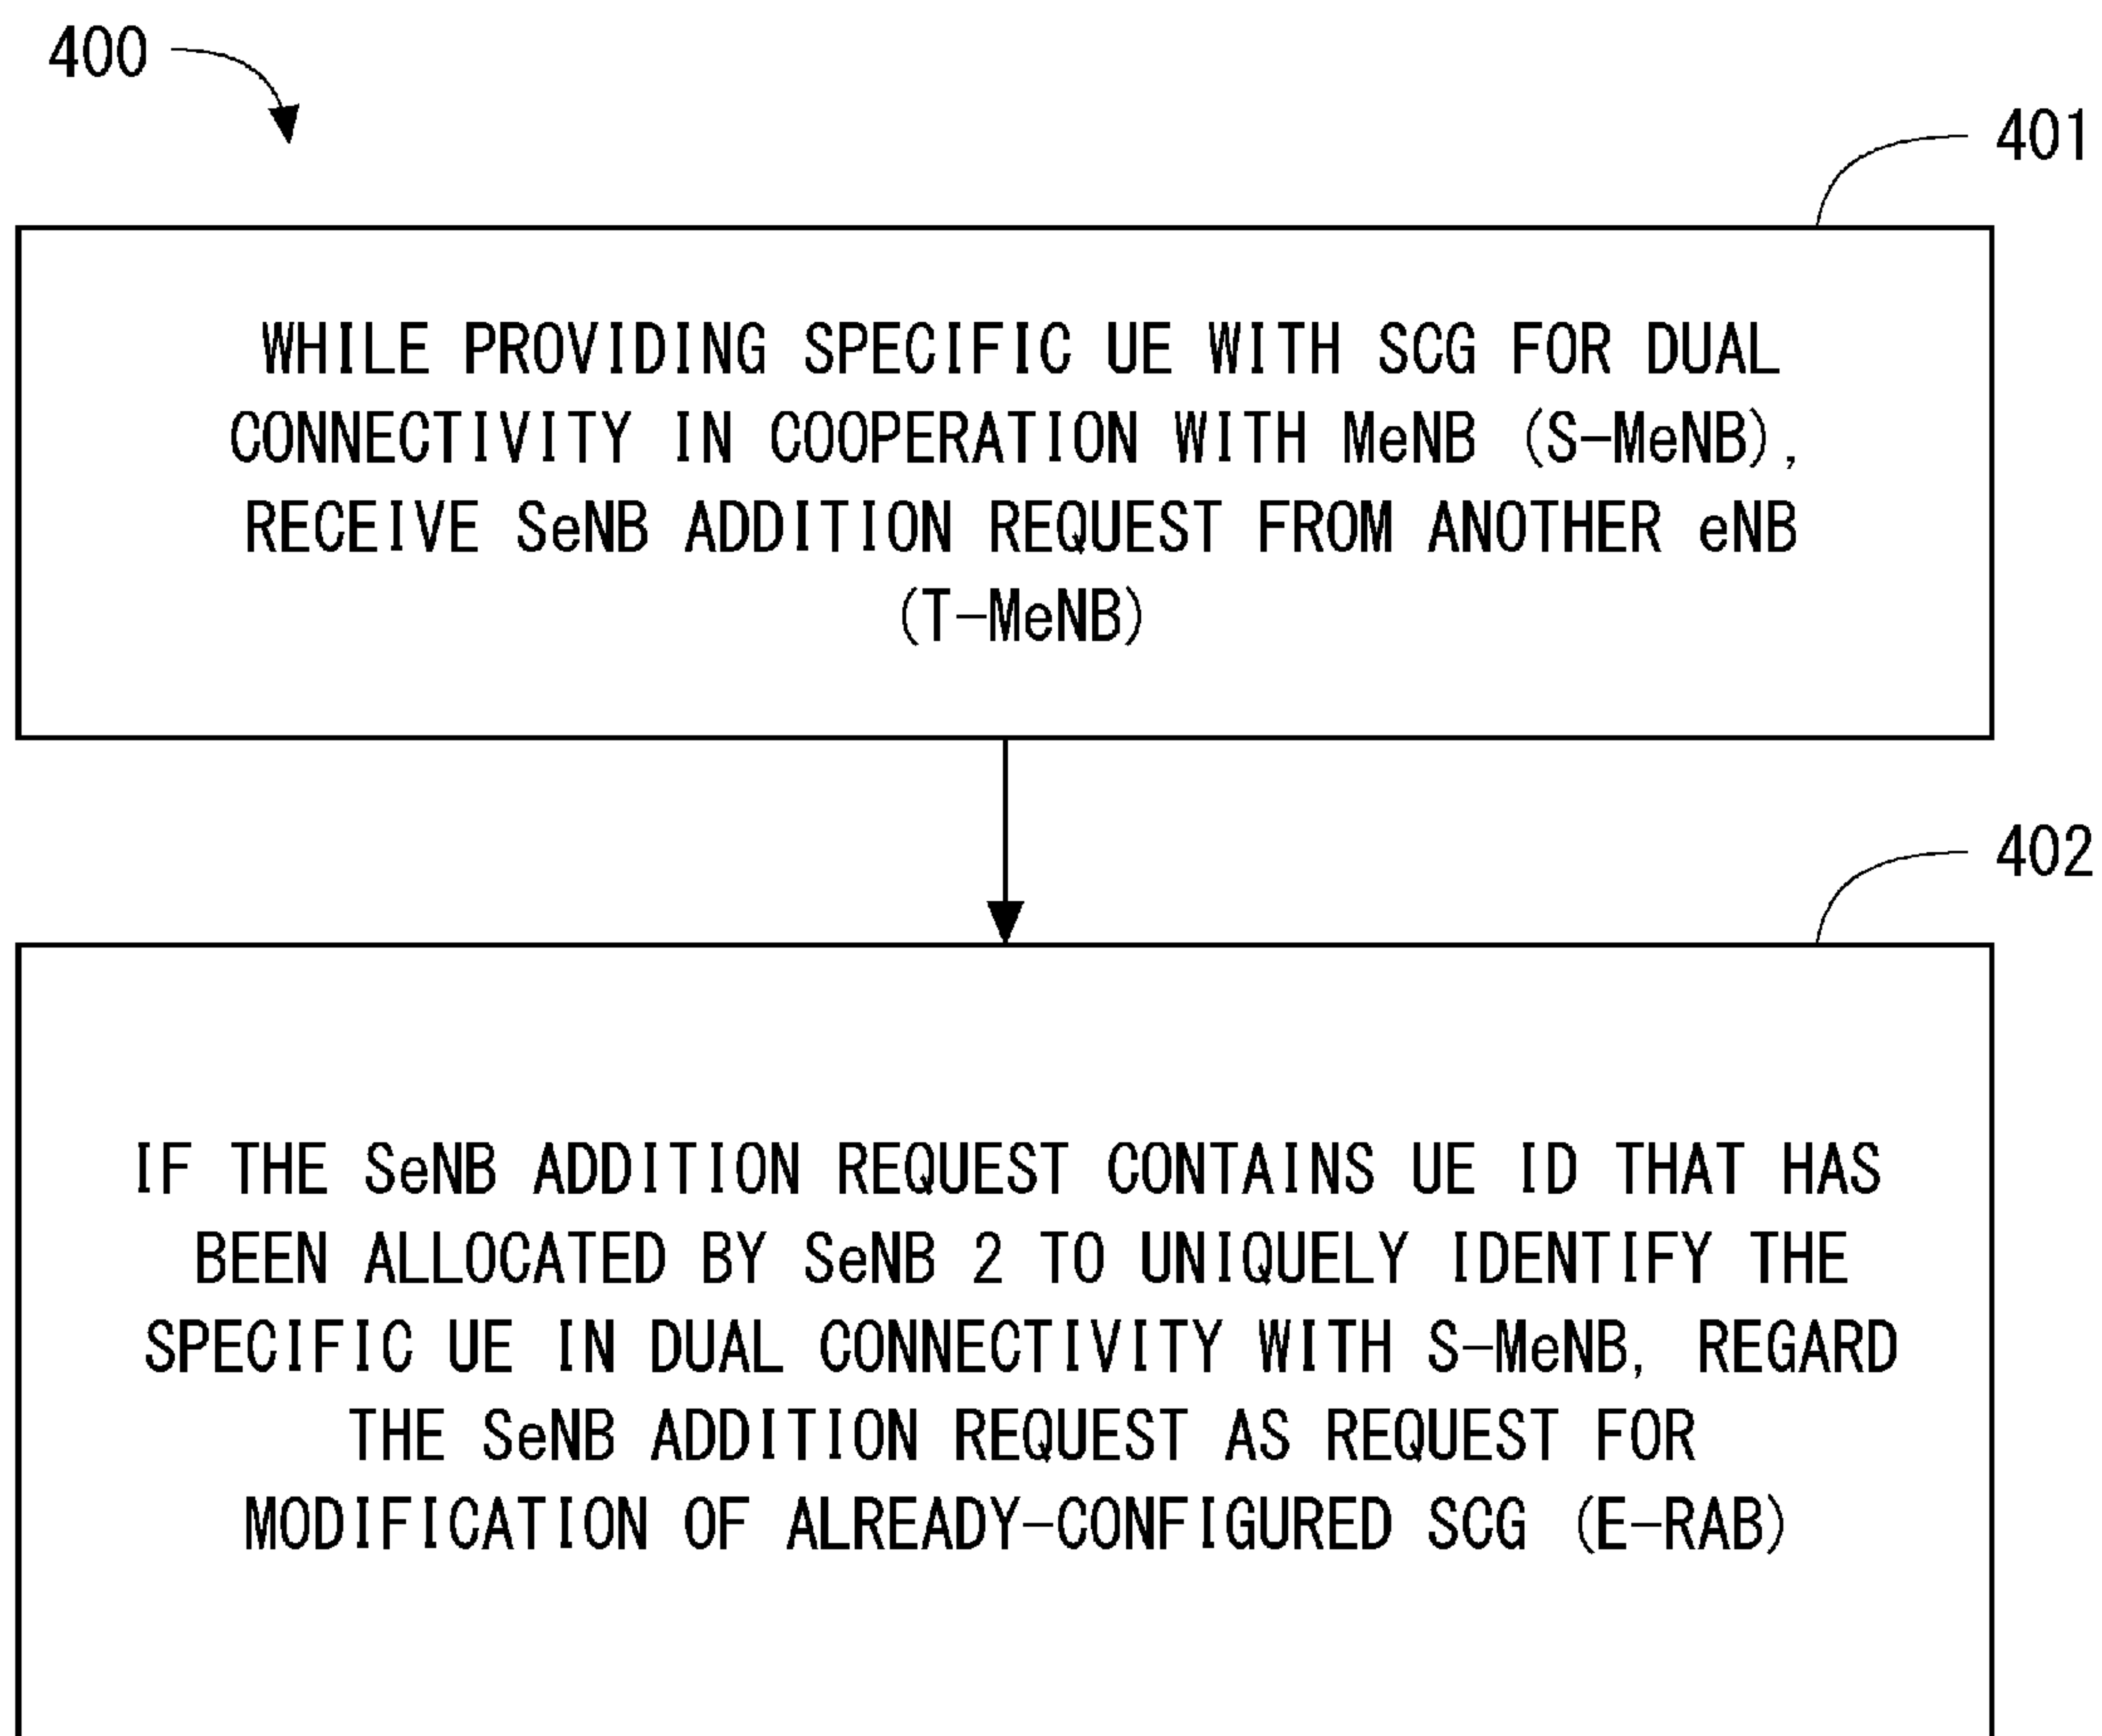 400
401
WHILE PROVIDING SPECIFIC UE WITH SCG FOR DUAL
CONNECTIVITY IN COOPERATION WITH MeNB (S-MeNB),
RECEIVE SeNB ADDITION REQUEST FROM ANOTHER eNB
(T-MeNB)
402
IF THE SeNB ADDITION REQUEST CONTAINS UE ID THAT HAS
BEEN ALLOCATED BY SeNB 2 TO UNIQUELY IDENTIFY THE
SPECIFIC UE IN DUAL CONNECTIVITY WITH S-MeNB, REGARD
THE SeNB ADDITION REQUEST AS REQUEST FOR
MODIFICATION OF ALREADY-CONFIGURED SCG (E-RAB)